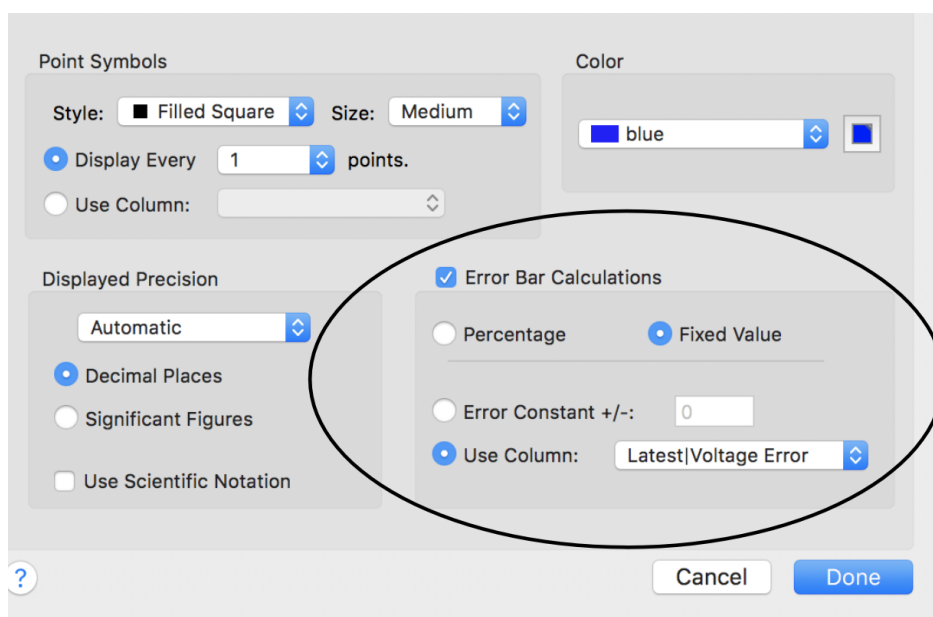 Point Symbols
Style: Filled Square Size: Medium
Display Every 1 points.
Use Column:
Color
blue
Displayed Precision
Automatic
Decimal Places
Significant Figures
Use Scientific Notation
Error Bar Calculations
Percentage Fixed Value
Error Constant +/-: 0
Use Column: Latest|Voltage Error
? Cancel Done